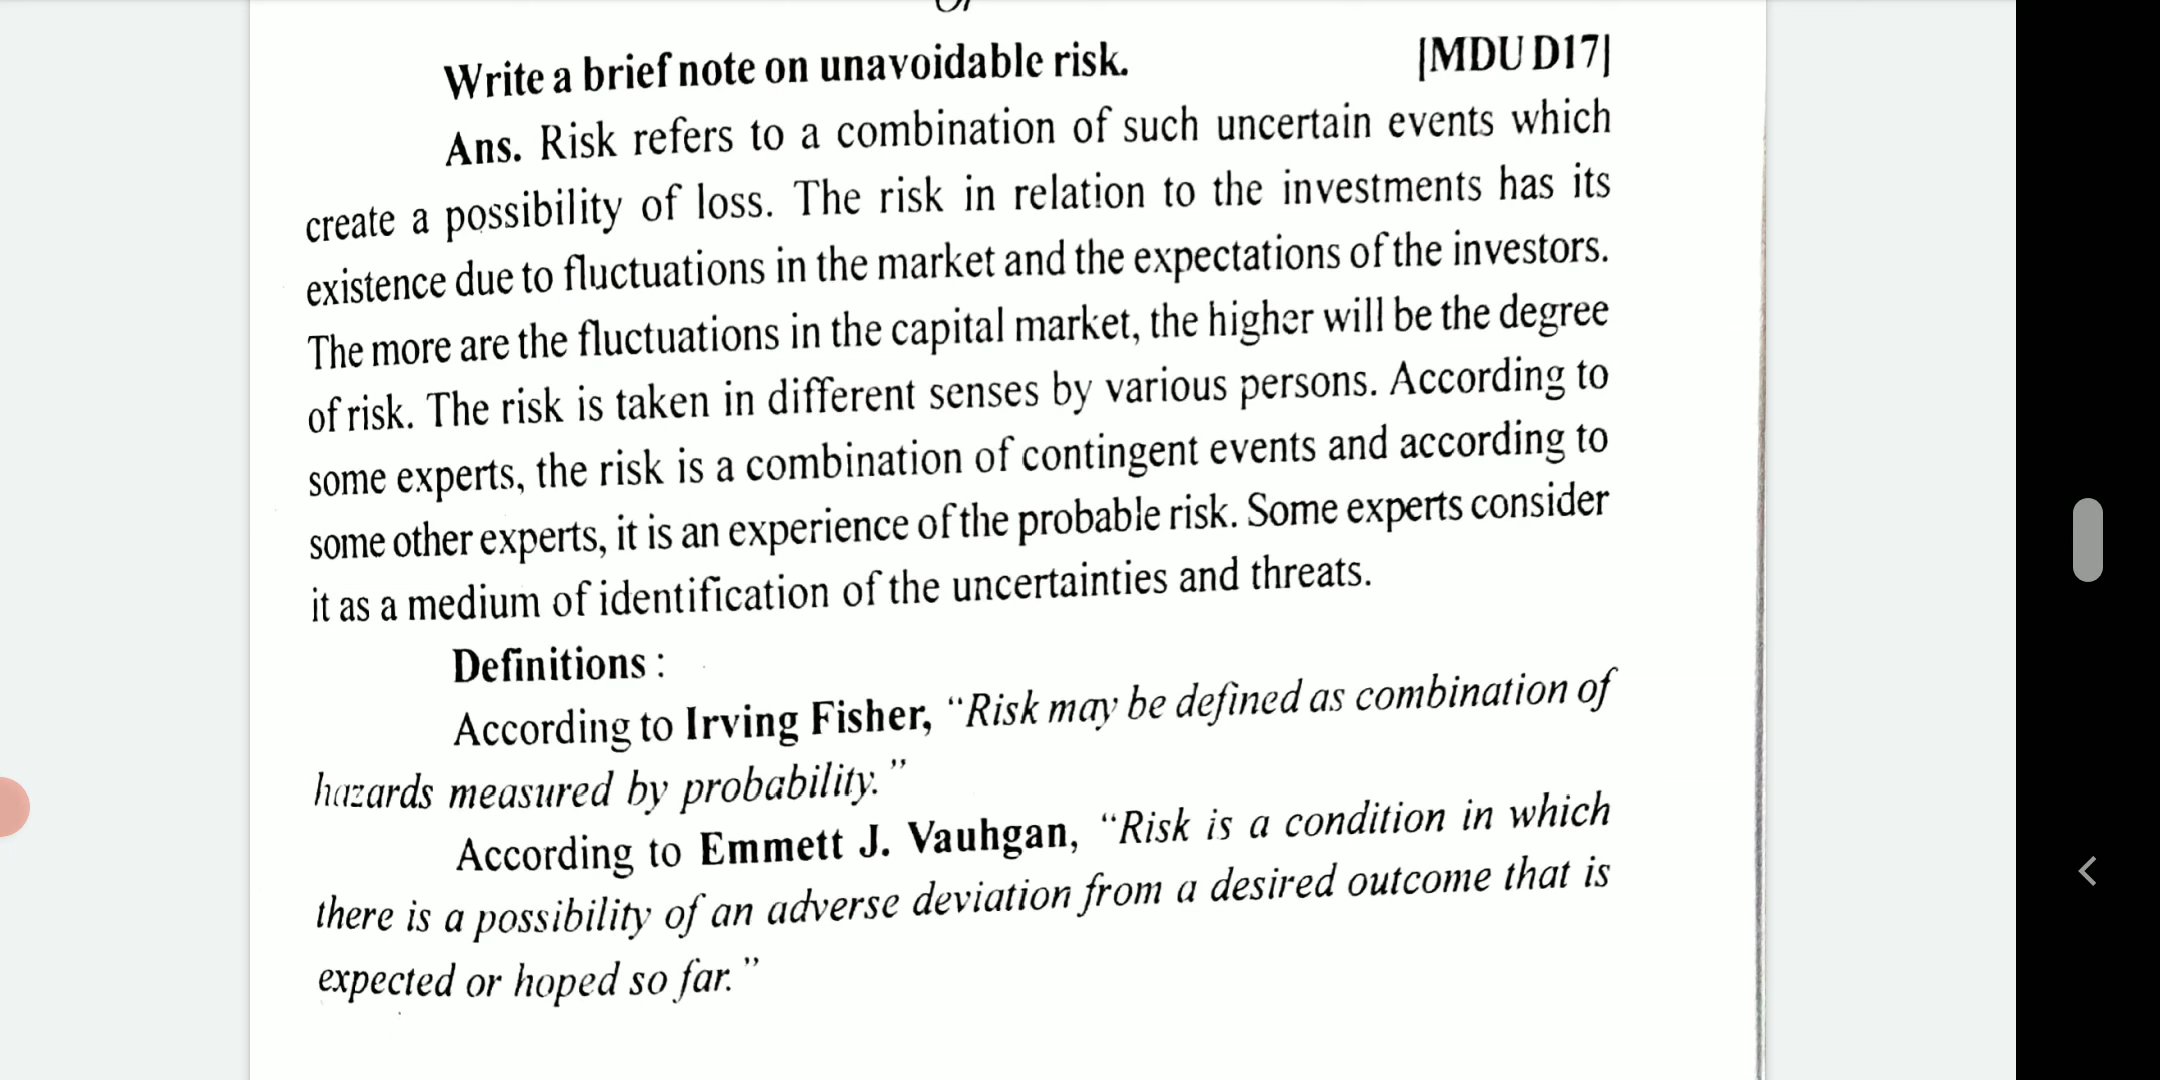 Or
Write a brief note on unavoidable risk. [MDU D17]
Ans. Risk refers to a combination of such uncertain events which
create a possibility of loss. The risk in relation to the investments has its
existence due to fluctuations in the market and the expectations of the investors.
The more are the fluctuations in the capital market, the higher will be the degree
of risk. The risk is taken in different senses by various persons. According to
some experts, the risk is a combination of contingent events and according to
some other experts, it is an experience of the probable risk. Some experts consider
it as a medium of identification of the uncertainties and threats.
Definitions :
According to Irving Fisher, “Risk may be defined as combination of
hazards measured by probability.”
According to Emmett J. Vauhgan, “Risk is a condition in which
there is a possibility of an adverse deviation from a desired outcome that is
expected or hoped so far.”